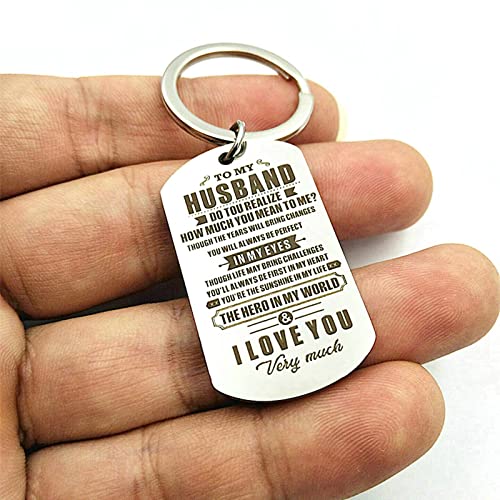 TO MY
HUSBAND
DO YOU REALIZE
HOW MUCH YOU MEAN TO ME?
THOUGH THE YEARS WILL BRING CHANGES
YOU WILL ALWAYS BE PERFECT
IN MY EYES
THOUGH LIFE MAY BRING CHALLENGES
YOU'LL ALWAYS BE FIRST IN MY HEART
YOU'RE THE SUNSHINE IN MY LIFE
THE HERO IN MY WORLD
&
I LOVE YOU
Very much